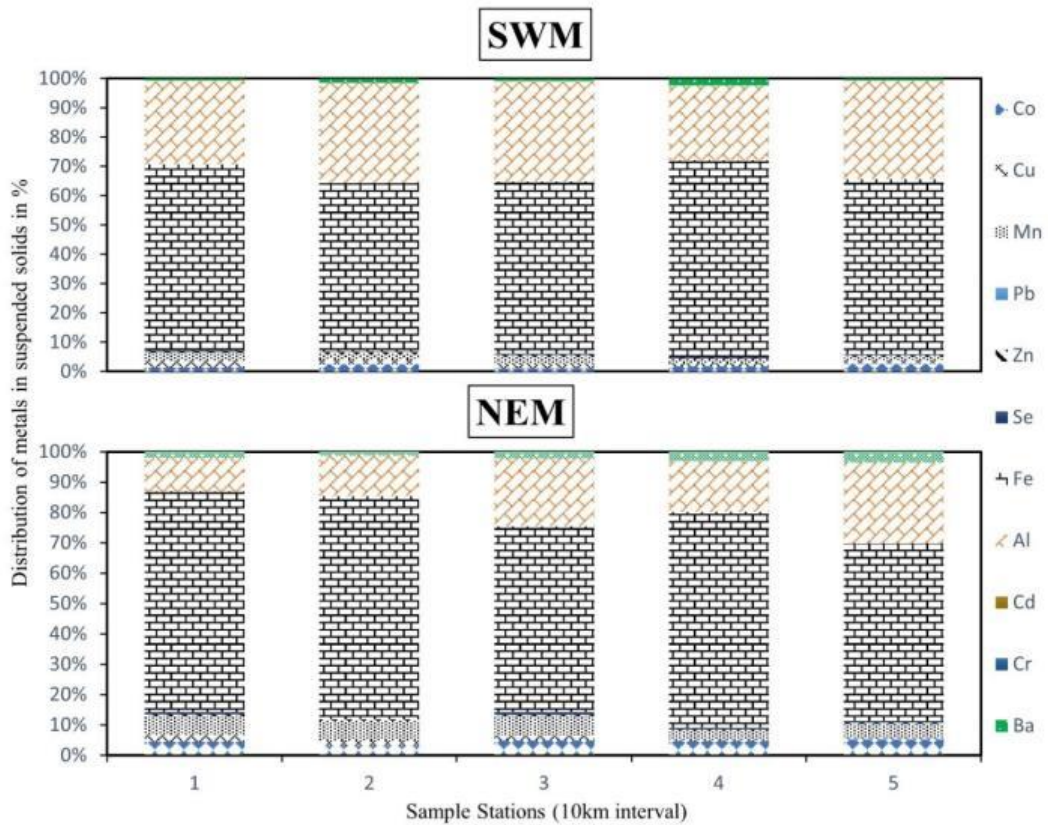 SWM
100%
90%
80%
70%
60%
50%
40%
30%
20%
10%
0%
NEM
100%
90%
80%
70%
60%
50%
40%
30%
20%
10%
0%
1 2 3 4 5
Sample Stations (10km interval)
Distribution of metals in suspended solids in %
Co
Cu
Mn
Pb
Zn
Se
Fe
Al
Cd
Cr
Ba